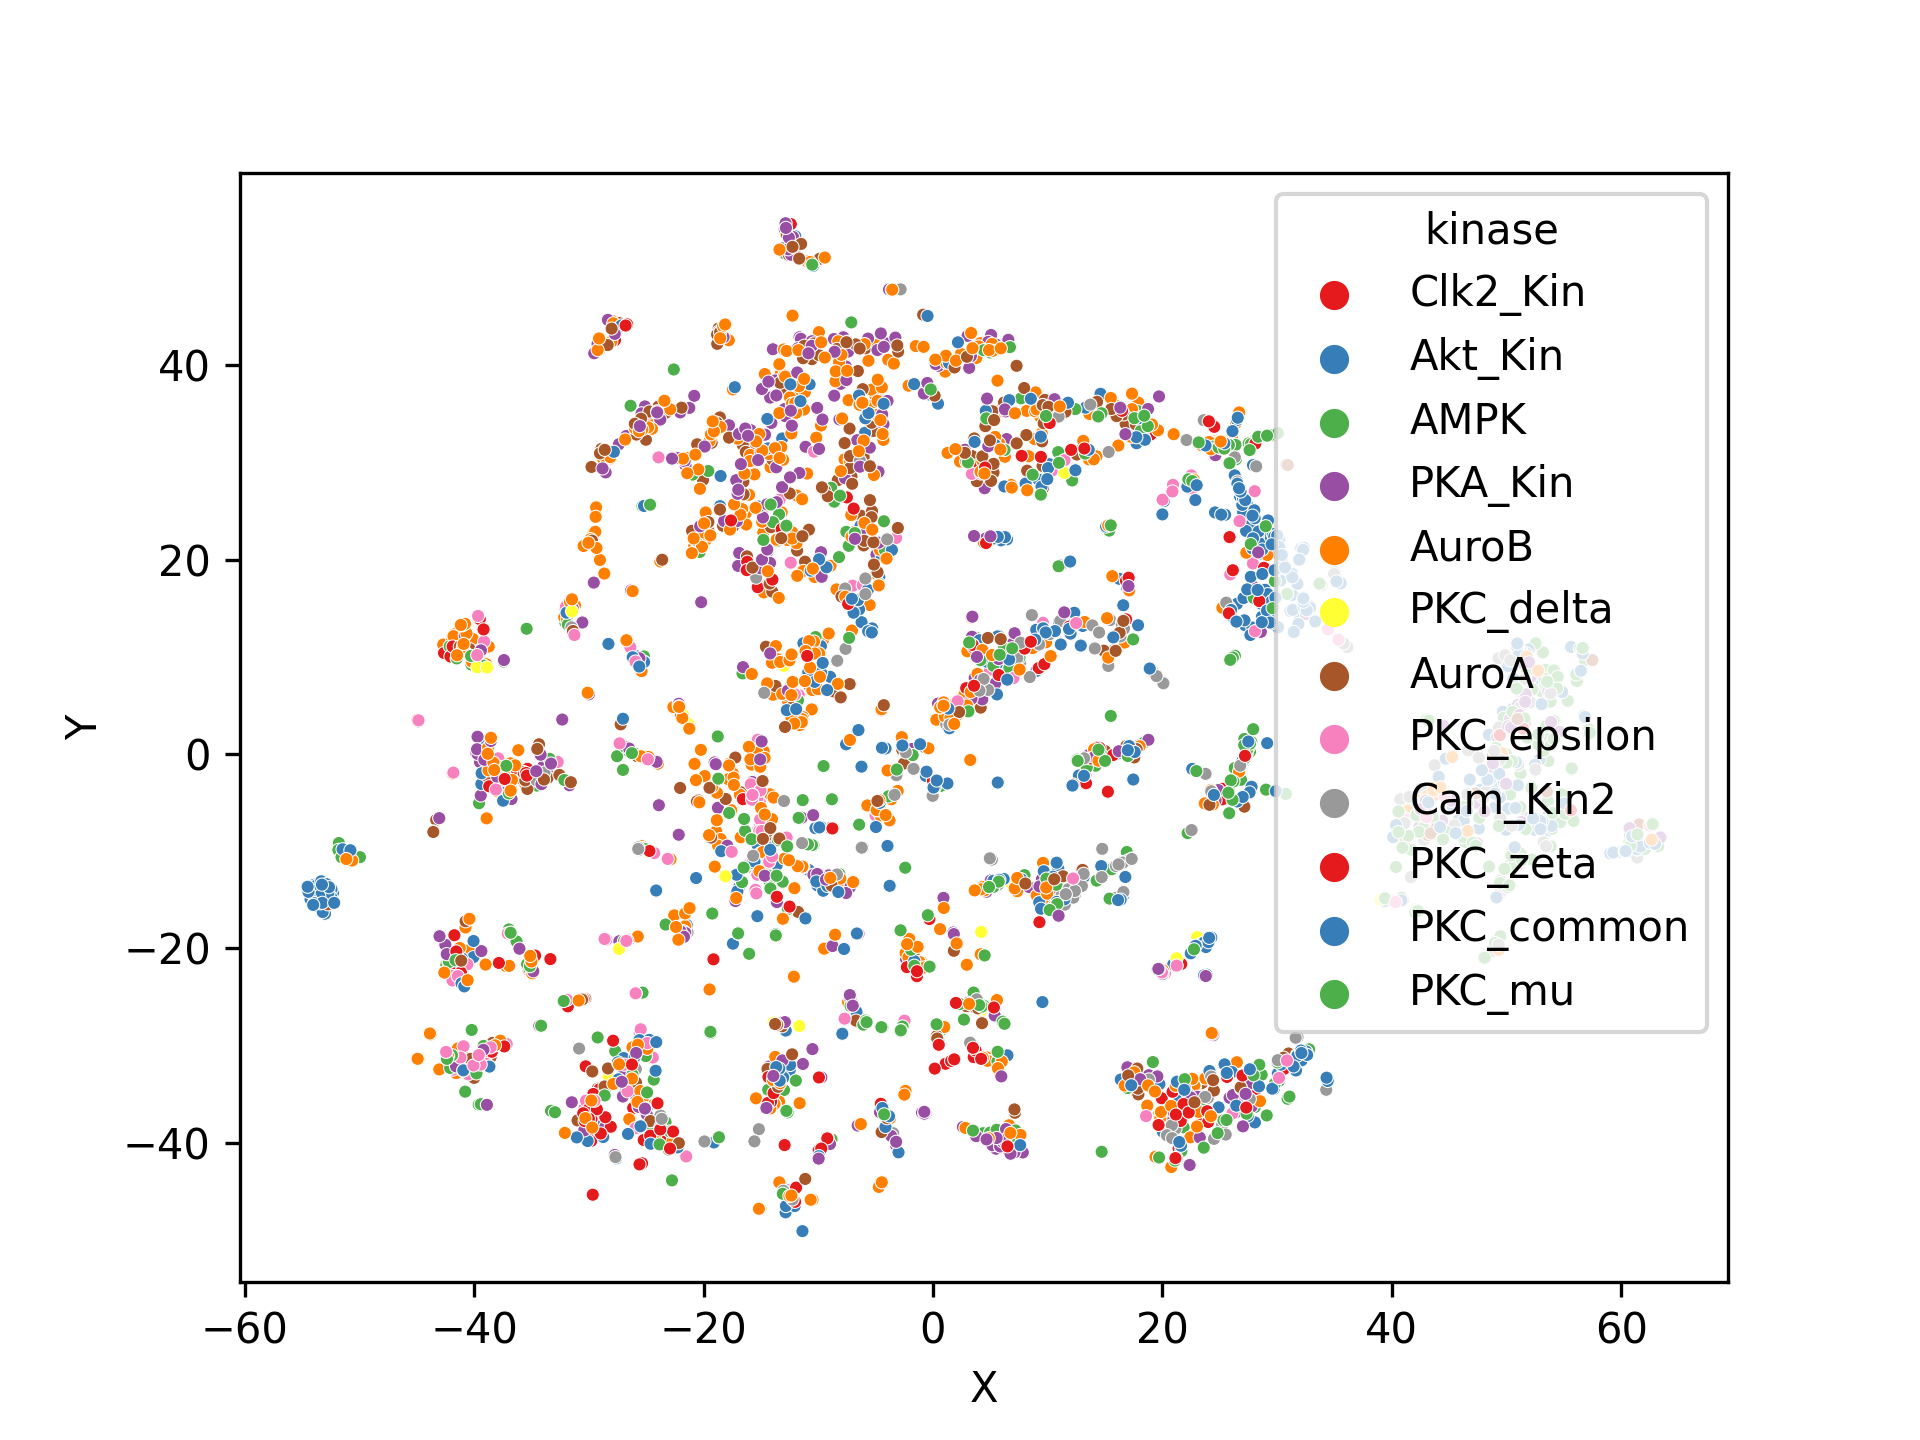 kinase
Clk2_Kin
Akt_Kin
AMPK
PKA_Kin
AuroB
PKC_delta
AuroA
PKC_epsilon
Cam_Kin2
PKC_zeta
PKC_common
PKC_mu
40
20
0
−20
−40
Y
−60 −40 −20 0 20 40 60
X